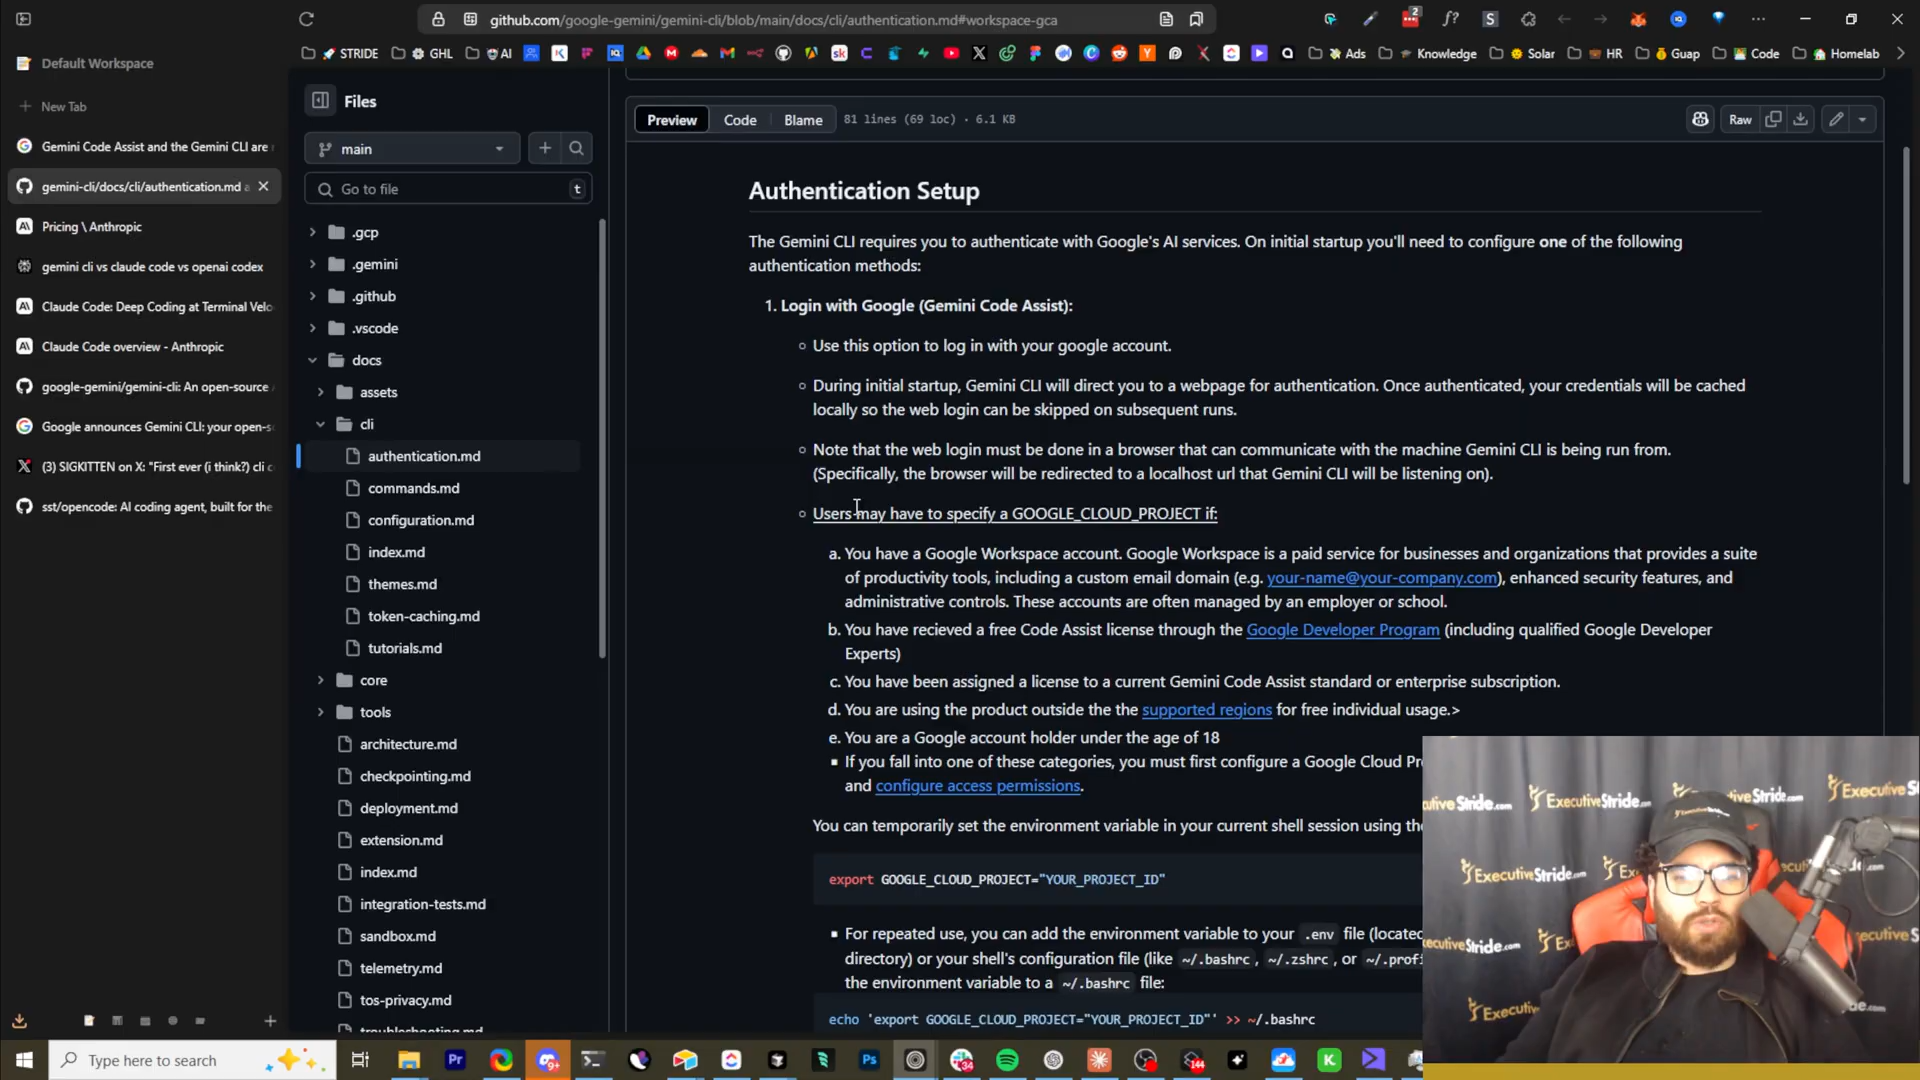 github.com/google-gemini/gemini-cli/blob/main/docs/cli/authentication.md#workspace-gca
2
f?
S
STRIDE
GHL
AI
Ads
Knowledge
Solar
HR
Guap
Code
Homelab
Default Workspace
New Tab
Gemini Code Assist and the Gemini CLI are
gemini-cli/docs/cli/authentication.md
Pricing \ Anthropic
gemini cli vs claude code vs openai codex
Claude Code: Deep Coding at Terminal Velo
Claude Code overview - Anthropic
google-gemini/gemini-cli: An open-source
Google announces Gemini CLI: your open-s
(3) SIGKITTEN on X: "First ever (i think?) cli c
sst/opencode: AI coding agent, built for the
Files
main
Go to file
t
.gcp
.gemini
.github
.vscode
docs
assets
cli
authentication.md
commands.md
configuration.md
index.md
themes.md
token-caching.md
tutorials.md
core
tools
architecture.md
checkpointing.md
deployment.md
extension.md
index.md
integration-tests.md
sandbox.md
telemetry.md
tos-privacy.md
troubleshooting.md
Preview
Code
Blame
81 lines (69 loc) · 6.1 KB
Raw
Authentication Setup
The Gemini CLI requires you to authenticate with Google's AI services. On initial startup you'll need to configure one of the following
authentication methods:
1. Login with Google (Gemini Code Assist):
Use this option to log in with your google account.
During initial startup, Gemini CLI will direct you to a webpage for authentication. Once authenticated, your credentials will be cached
locally so the web login can be skipped on subsequent runs.
Note that the web login must be done in a browser that can communicate with the machine Gemini CLI is being run from.
(Specifically, the browser will be redirected to a localhost url that Gemini CLI will be listening on).
Users may have to specify a GOOGLE_CLOUD_PROJECT if:
a. You have a Google Workspace account. Google Workspace is a paid service for businesses and organizations that provides a suite
of productivity tools, including a custom email domain (e.g. your-name@your-company.com), enhanced security features, and
administrative controls. These accounts are often managed by an employer or school.
b. You have recieved a free Code Assist license through the Google Developer Program (including qualified Google Developer
Experts)
c. You have been assigned a license to a current Gemini Code Assist standard or enterprise subscription.
d. You are using the product outside the the supported regions for free individual usage.>
e. You are a Google account holder under the age of 18
If you fall into one of these categories, you must first configure a Google Cloud Pr
and configure access permissions.
You can temporarily set the environment variable in your current shell session using the
export GOOGLE_CLOUD_PROJECT="YOUR_PROJECT_ID"
For repeated use, you can add the environment variable to your .env file (located
directory) or your shell's configuration file (like ~/.bashrc, ~/.zshrc, or ~/.profi
the environment variable to a ~/.bashrc file:
echo 'export GOOGLE_CLOUD_PROJECT="YOUR_PROJECT_ID"' >> ~/.bashrc
utiveStride.com
ExecutiveStride.com
iveStride.com
ExecutiveS
ExecutiveStride.com
ecutiveStride.com
Type here to search
Pr
9+
Ps
34
144
K